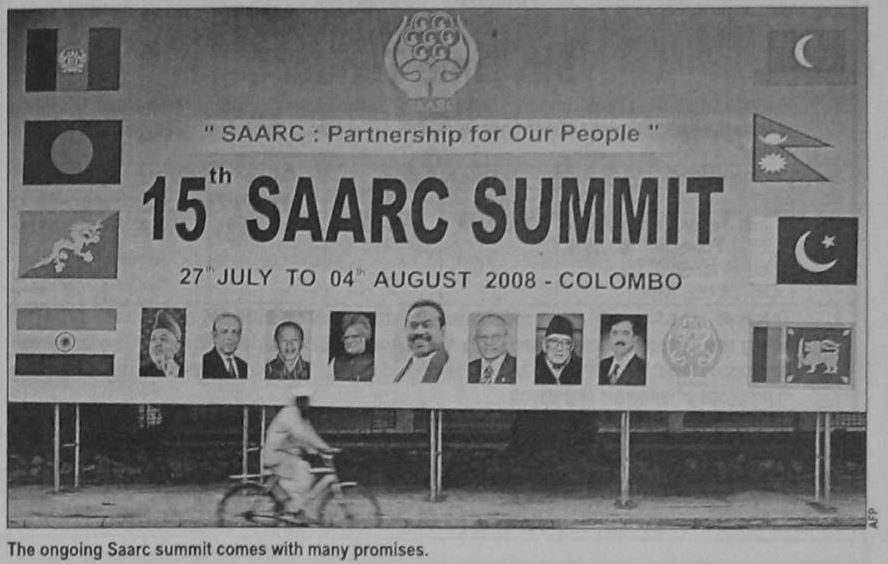 SAARC
" SAARC : Partnership for Our People "
15th SAARC SUMMIT
27th JULY TO 04th AUGUST 2008 - COLOMBO
AFP
The ongoing Saarc summit comes with many promises.